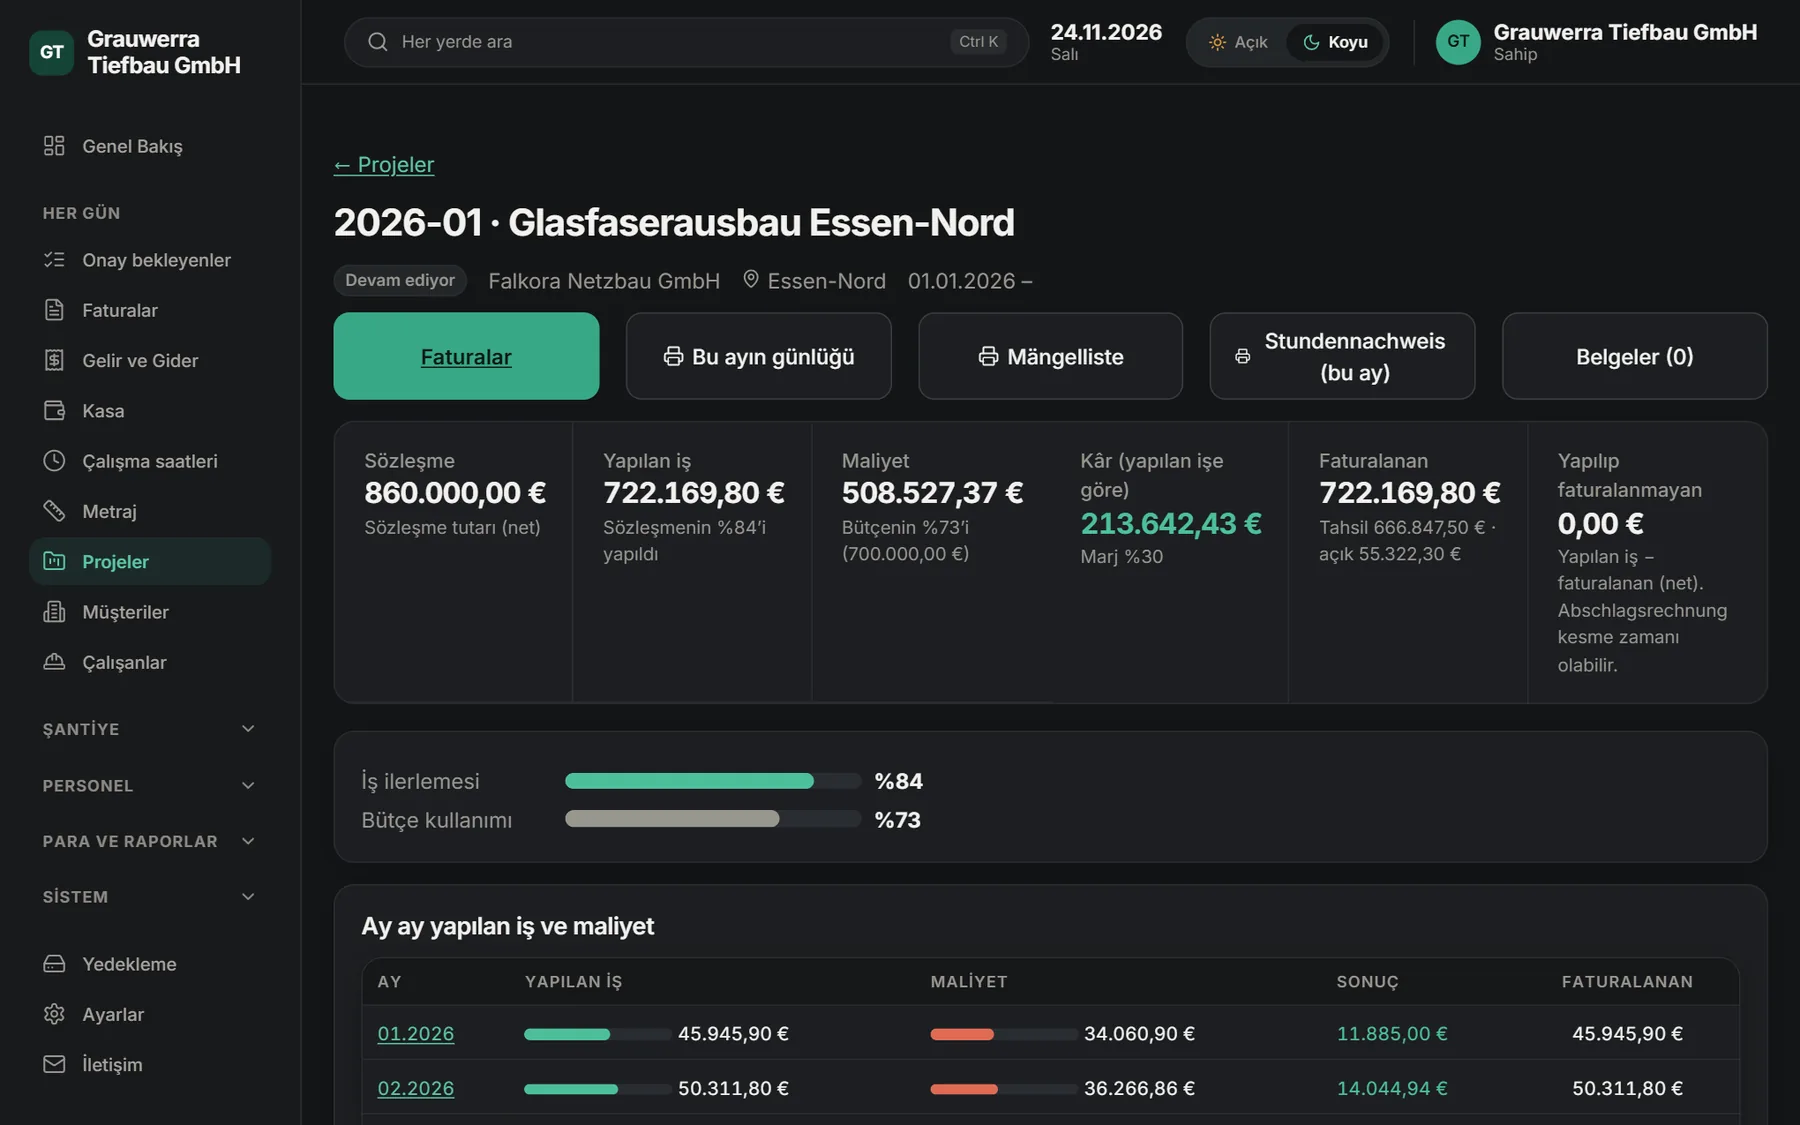 GT
Grauwerra
Tiefbau GmbH
Her yerde ara
Ctrl K
24.11.2026
Salı
Açık
Koyu
GT
Grauwerra Tiefbau GmbH
Sahip
Genel Bakış
HER GÜN
Onay bekleyenler
Faturalar
Gelir ve Gider
Kasa
Çalışma saatleri
Metraj
Projeler
Müşteriler
Çalışanlar
ŞANTİYE
PERSONEL
PARA VE RAPORLAR
SİSTEM
Yedekleme
Ayarlar
İletişim
← Projeler
2026-01 · Glasfaserausbau Essen-Nord
Devam ediyor Falkora Netzbau GmbH Essen-Nord 01.01.2026 –
Faturalar
Bu ayın günlüğü
Mängelliste
Stundennachweis
(bu ay)
Belgeler (0)
Sözleşme
860.000,00 €
Sözleşme tutarı (net)
Yapılan iş
722.169,80 €
Sözleşmenin %84’i
yapıldı
Maliyet
508.527,37 €
Bütçenin %73’i
(700.000,00 €)
Kâr (yapılan işe
göre)
213.642,43 €
Marj %30
Faturalanan
722.169,80 €
Tahsil 666.847,50 € ·
açık 55.322,30 €
Yapılıp
faturalanmayan
0,00 €
Yapılan iş –
faturalanan (net).
Abschlagsrechnung
kesme zamanı
olabilir.
İş ilerlemesi %84
Bütçe kullanımı %73
Ay ay yapılan iş ve maliyet
AY YAPILAN İŞ MALİYET SONUÇ FATURALANAN
01.2026 45.945,90 € 34.060,90 € 11.885,00 € 45.945,90 €
02.2026 50.311,80 € 36.266,86 € 14.044,94 € 50.311,80 €